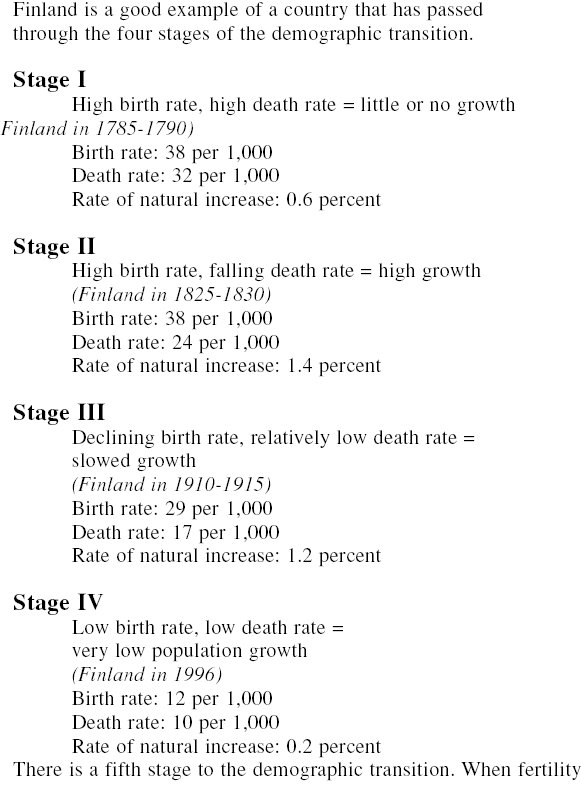 Finland is a good example of a country that has passed
through the four stages of the demographic transition.
Stage I
High birth rate, high death rate = little or no growth
Finland in 1785-1790)
Birth rate: 38 per 1,000
Death rate: 32 per 1,000
Rate of natural increase: 0.6 percent
Stage II
High birth rate, falling death rate = high growth
(Finland in 1825-1830)
Birth rate: 38 per 1,000
Death rate: 24 per 1,000
Rate of natural increase: 1.4 percent
Stage III
Declining birth rate, relatively low death rate =
slowed growth
(Finland in 1910-1915)
Birth rate: 29 per 1,000
Death rate: 17 per 1,000
Rate of natural increase: 1.2 percent
Stage IV
Low birth rate, low death rate =
very low population growth
(Finland in 1996)
Birth rate: 12 per 1,000
Death rate: 10 per 1,000
Rate of natural increase: 0.2 percent
There is a fifth stage to the demographic transition. When fertility